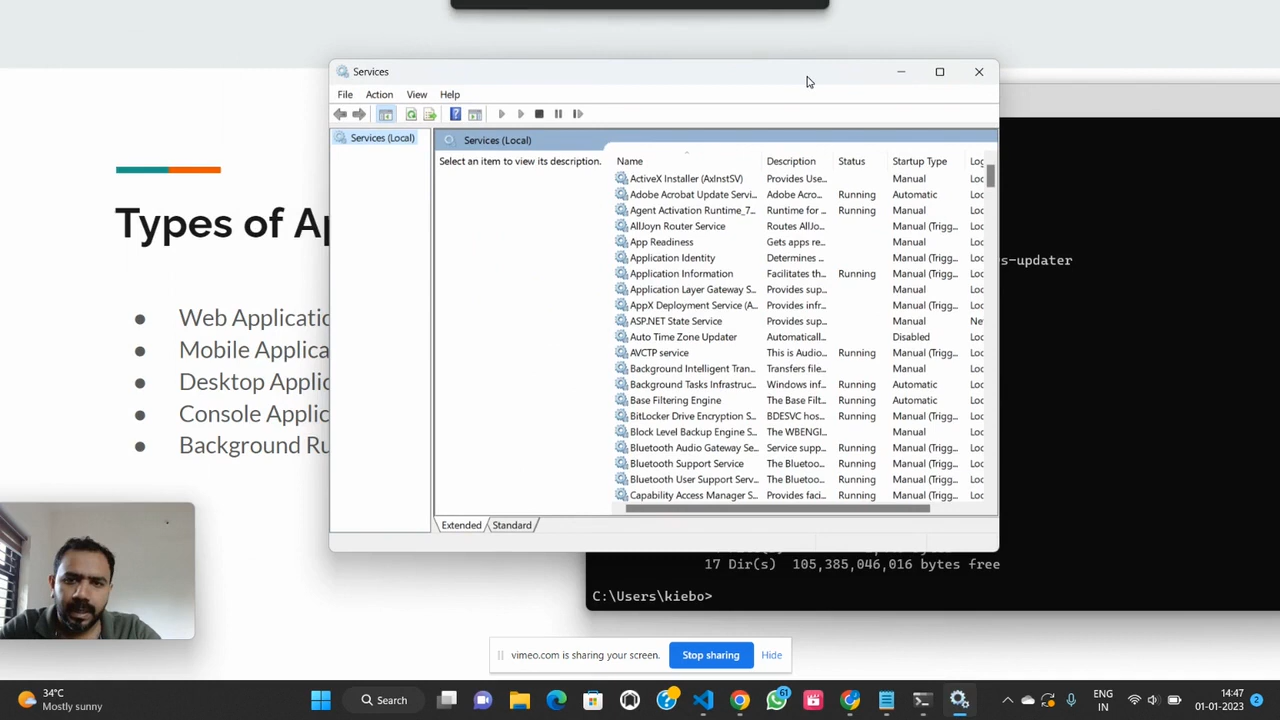 Services
File Action View Help
Services (Local)
Services (Local)
Select an item to view its description.
Name Description Status Startup Type Loc
ActiveX Installer (AxInstSV) Provides Use... Manual Loc
Adobe Acrobat Update Servi... Adobe Acro... Running Automatic Loc
Agent Activation Runtime_7... Runtime for ... Running Manual Loc
AllJoyn Router Service Routes AllJo... Manual (Trigg... Loc
App Readiness Gets apps re... Manual Loc
Application Identity Determines ... Manual (Trigg... Loc
Application Information Facilitates th... Running Manual (Trigg... Loc
Application Layer Gateway S... Provides sup... Manual Loc
AppX Deployment Service (A... Provides infr... Manual (Trigg... Loc
ASP.NET State Service Provides sup... Manual Ne
Auto Time Zone Updater Automaticall... Disabled Loc
AVCTP service This is Audio... Running Manual (Trigg... Loc
Background Intelligent Tran... Transfers file... Manual Loc
Background Tasks Infrastruc... Windows inf... Running Automatic Loc
Base Filtering Engine The Base Filt... Running Automatic Loc
BitLocker Drive Encryption S... BDESVC hos... Running Manual (Trigg... Loc
Block Level Backup Engine S... The WBENGI... Manual Loc
Bluetooth Audio Gateway Se... Service supp... Running Manual (Trigg... Loc
Bluetooth Support Service The Bluetoo... Running Manual (Trigg... Loc
Bluetooth User Support Serv... The Bluetoo... Running Manual (Trigg... Loc
Capability Access Manager S... Provides faci... Running Manual (Trigg... Loc
Extended Standard
Types of Ap
Web Applicatio
Mobile Applica
Desktop Applic
Console Applic
Background Ru
s-updater
17 Dir(s) 105,385,046,016 bytes free
C:\Users\kiebo>
vimeo.com is sharing your screen. Stop sharing Hide
34°C
Mostly sunny
Search
61
ENG
IN
14:47
01-01-2023
2